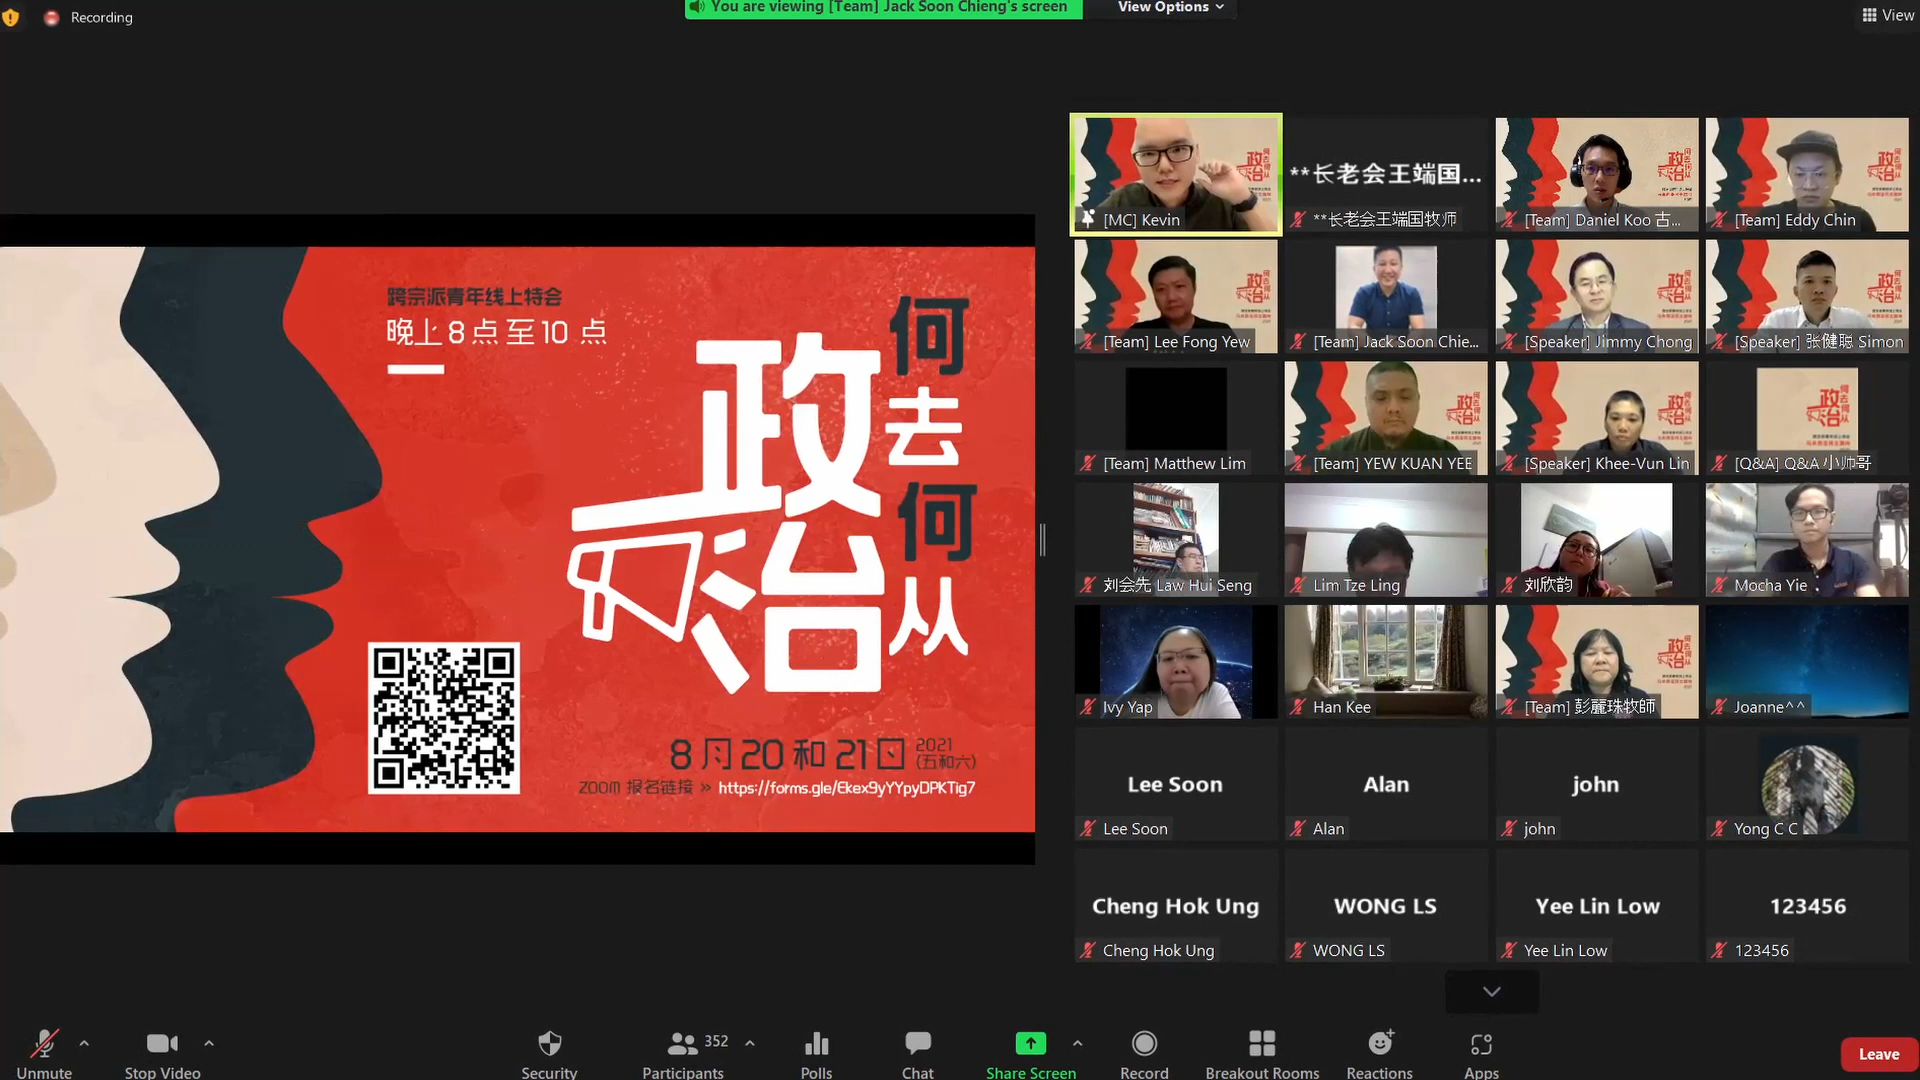 Recording
You are viewing [Team] Jack Soon Chieng's screen
View Options
View
跨宗派青年线上特会
晚上8点至10点
政治
何去何从
8月20和21日 2021
(五和六)
ZOOM 报名链接 » https://forms.gle/Ekex9yYYpyDPKTig7
[MC] Kevin
**长老会王端国...
**长老会王端国牧师
[Team] Daniel Koo 古...
[Team] Eddy Chin
[Team] Lee Fong Yew
[Team] Jack Soon Chie...
[Speaker] Jimmy Chong
[Speaker] 张健聪 Simon
[Team] Matthew Lim
[Team] YEW KUAN YEE
[Speaker] Khee-Vun Lin
[Q&A] Q&A 小帅哥
刘会先 Law Hui Seng
Lim Tze Ling
刘欣韵
Mocha Yie
Ivy Yap
Han Kee
[Team] 彭麗珠牧師
Joanne^^
Lee Soon
Lee Soon
Alan
Alan
john
john
Yong C C
Cheng Hok Ung
Cheng Hok Ung
WONG LS
WONG LS
Yee Lin Low
Yee Lin Low
123456
123456
Unmute
Stop Video
Security
352
Participants
Polls
Chat
Share Screen
Record
Breakout Rooms
Reactions
Apps
Leave